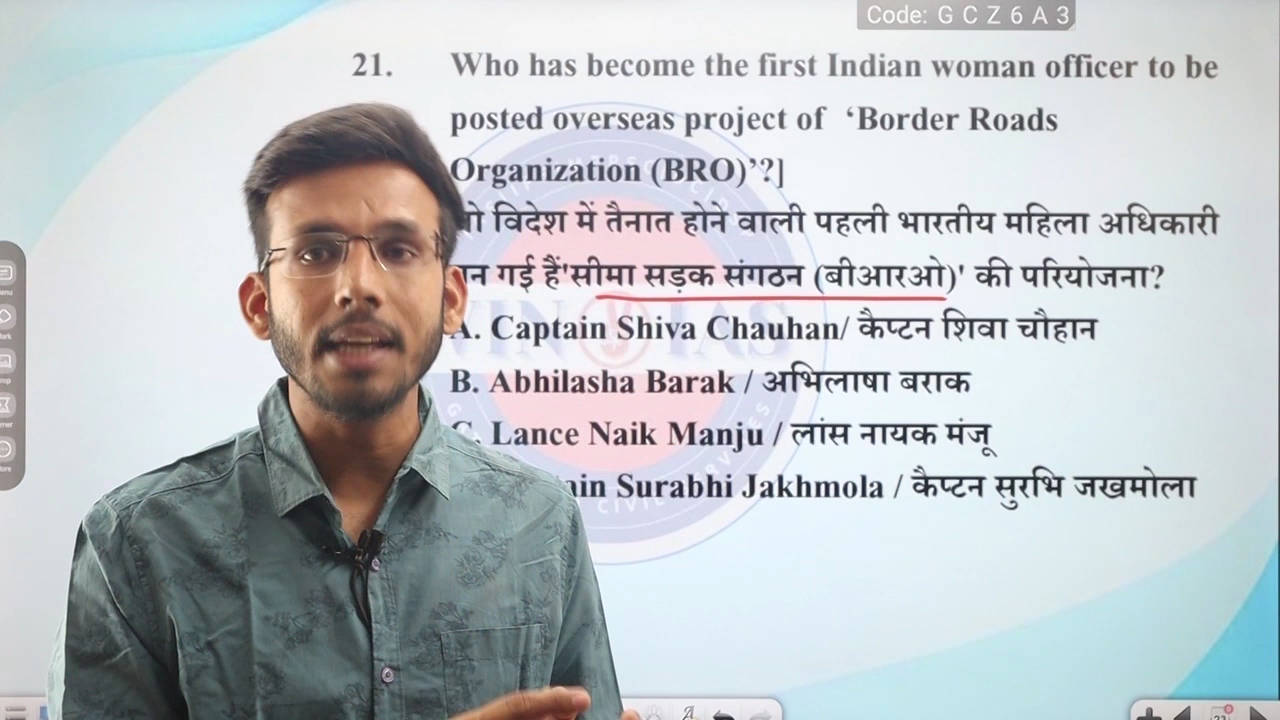 Code: G C Z 6 A 3
21. Who has become the first Indian woman officer to be
posted overseas project of ‘Border Roads
Organization (BRO)’?]
विदेश में तैनात होने वाली पहली भारतीय महिला अधिकारी
गई हैं'सीमा सड़क संगठन (बीआरओ)' की परियोजना?
A. Captain Shiva Chauhan/ कैप्टन शिवा चौहान
B. Abhilasha Barak / अभिलाषा बराक
C. Lance Naik Manju / लांस नायक मंजू
Surabhi Jakhmola / कैप्टन सुरभि जखमोला